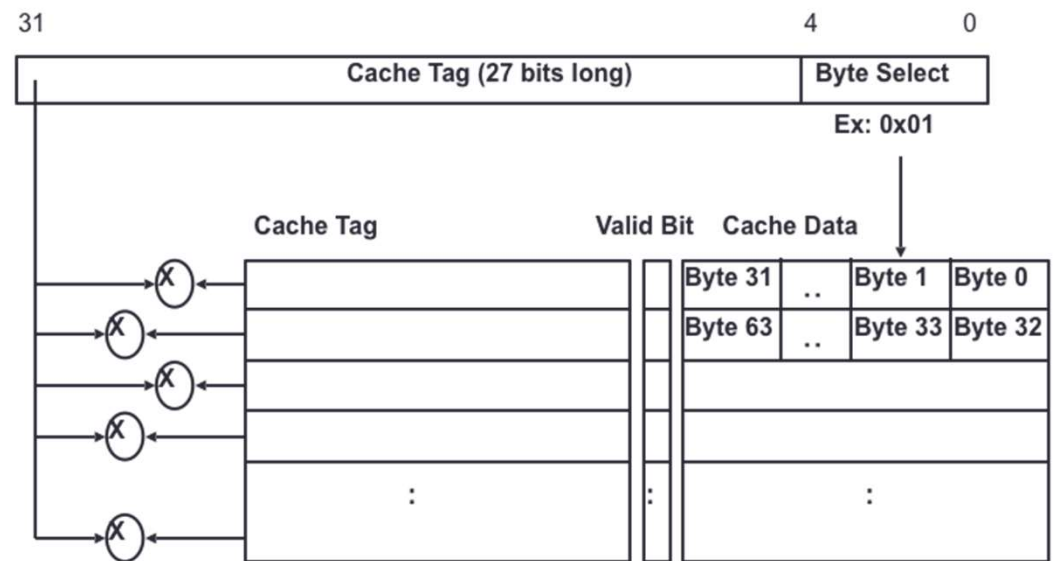 31 4 0
Cache Tag (27 bits long) Byte Select
Ex: 0x01
Cache Tag Valid Bit Cache Data
X Byte 31 .. Byte 1 Byte 0
X Byte 63 .. Byte 33 Byte 32
X
X
: : :
X